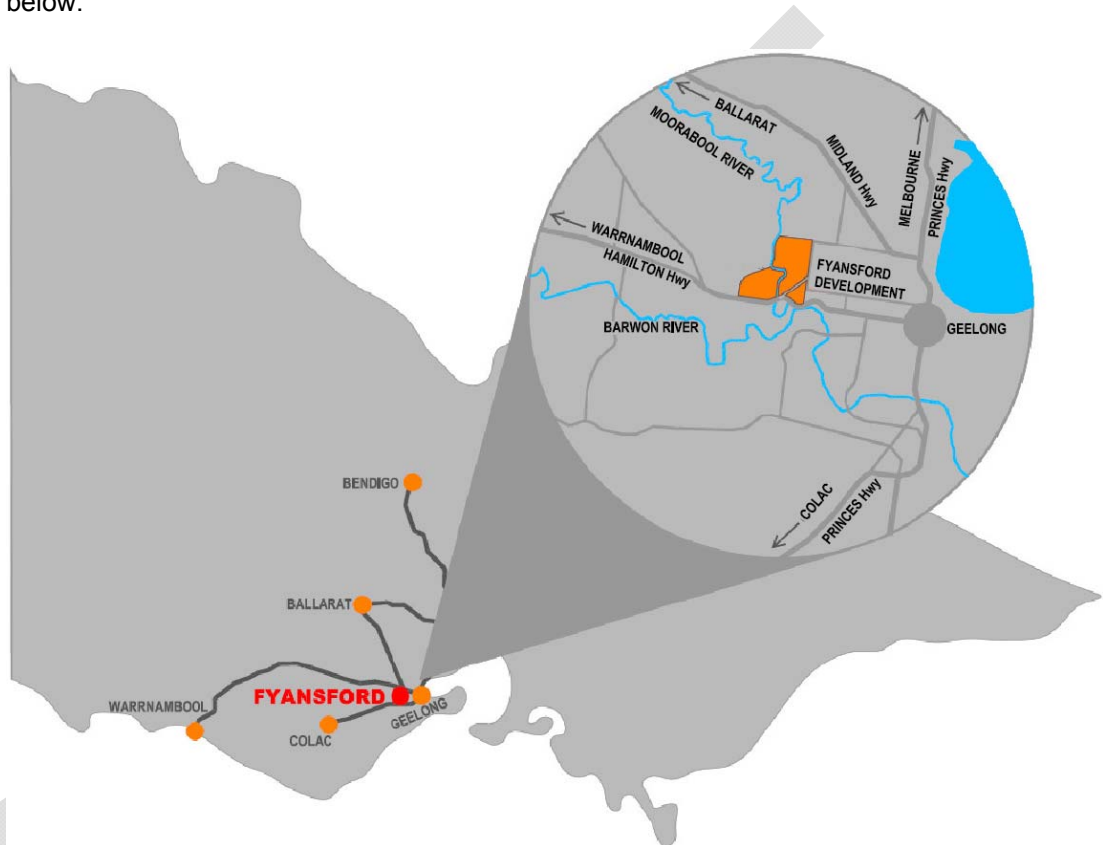 below.
BALLARAT
MOORABOOL RIVER
MIDLAND Hwy
MELBOURNE
PRINCES Hwy
WARRNAMBOOL
HAMILTON Hwy
FYANSFORD
DEVELOPMENT
BARWON RIVER
GEELONG
COLAC
PRINCES Hwy
BENDIGO
BALLARAT
FYANSFORD
WARRNAMBOOL
GEELONG
COLAC